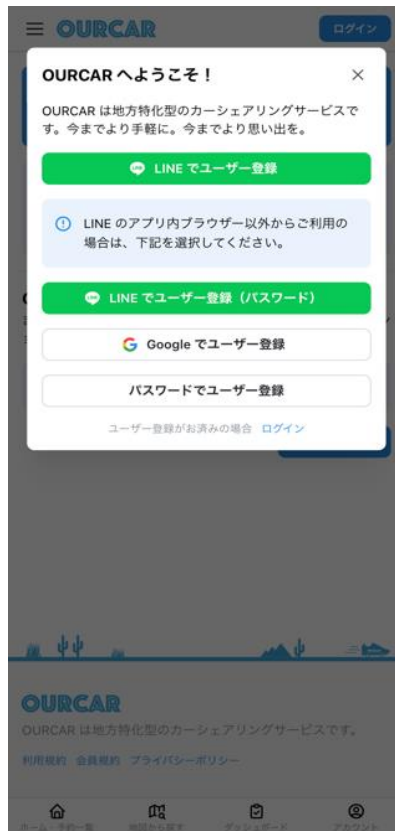 OURCAR
ログイン
OURCAR へようこそ！
OURCAR は地方特化型のカーシェアリングサービスで
す。今までより手軽に。今までより思い出を。
LINE でユーザー登録
LINE のアプリ内ブラウザー以外からご利用の
場合は、下記を選択してください。
LINE でユーザー登録（パスワード）
Google でユーザー登録
パスワードでユーザー登録
ユーザー登録がお済みの場合 ログイン
OURCAR
OURCAR は地方特化型のカーシェアリングサービスです。
利用規約 会員規約 プライバシーポリシー
ホーム・予約一覧 地図から探す ダッシュボード アカウント